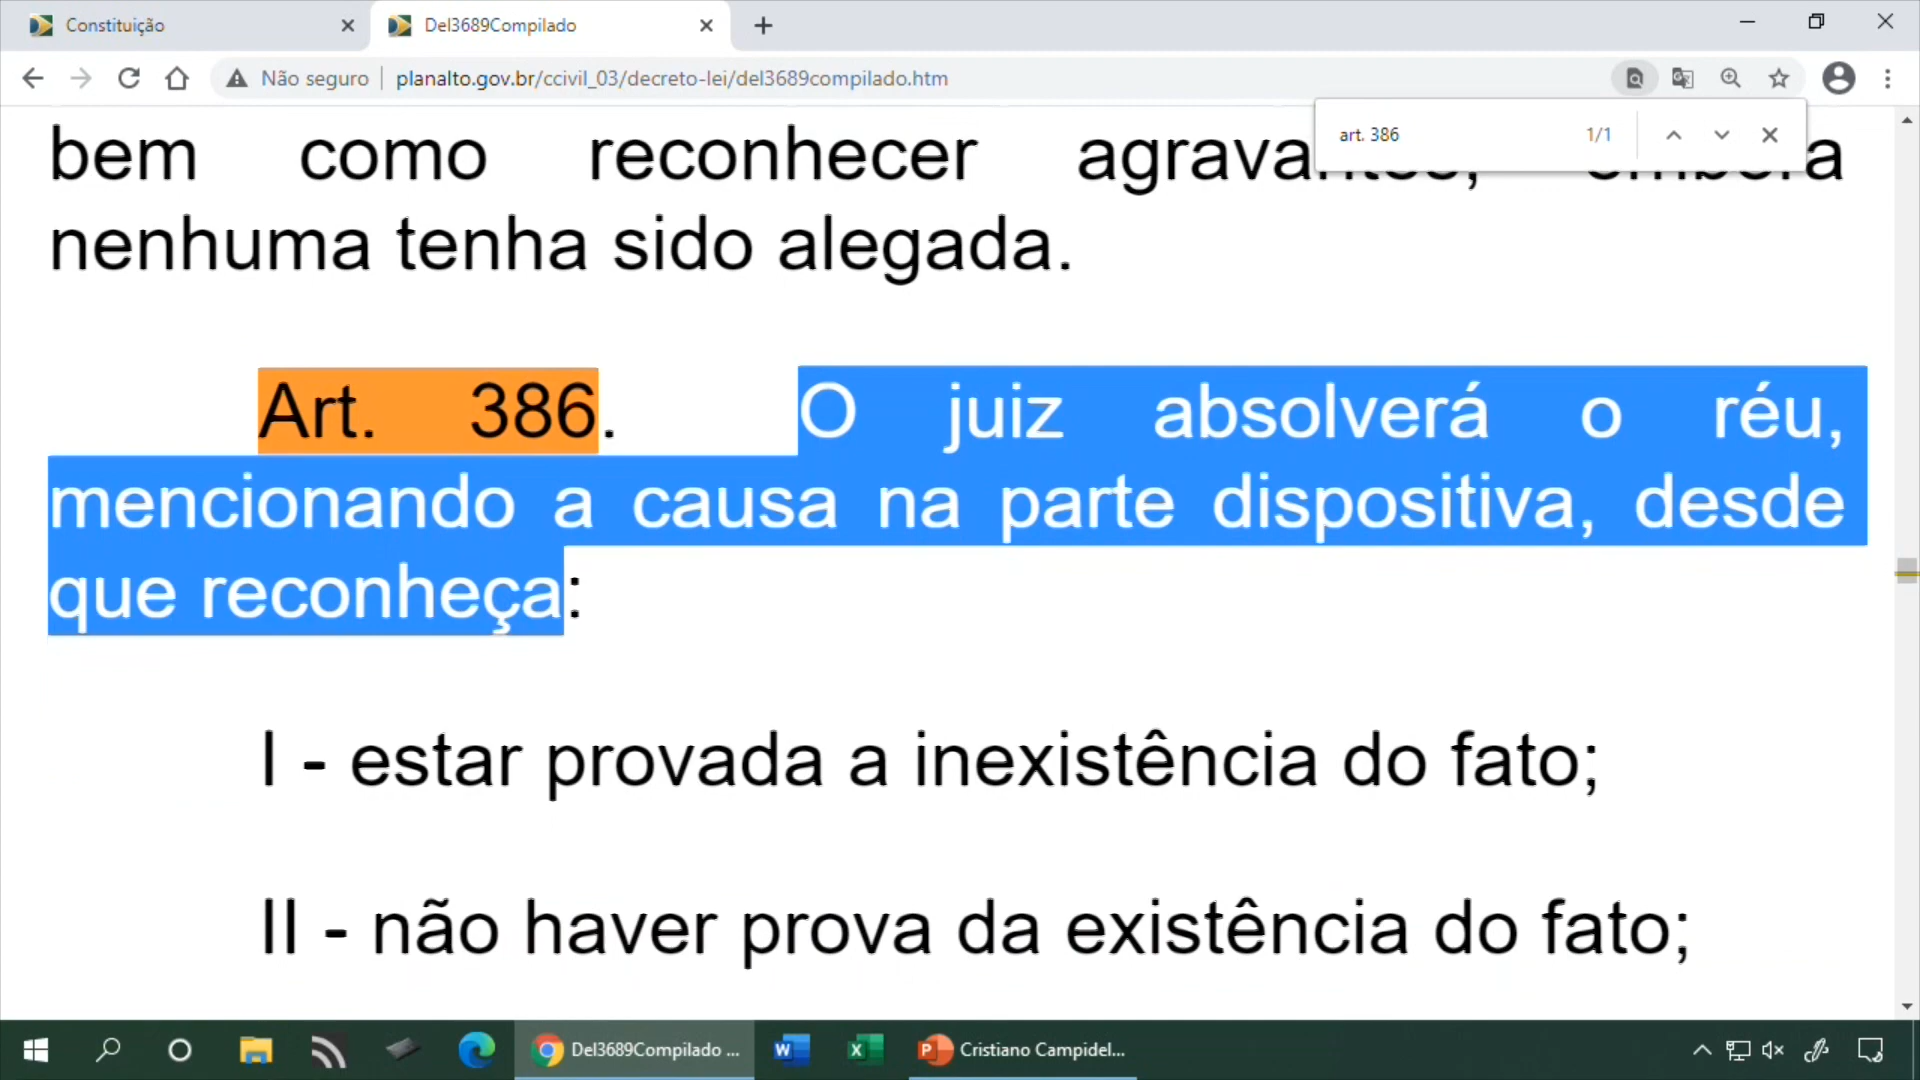 Constituição
Del3689Compilado
Não seguro
planalto.gov.br/ccivil_03/decreto-lei/del3689compilado.htm
art. 386 1/1
bem como reconhecer
nenhuma tenha sido alegada.
Art. 386. O juiz absolverá o réu,
mencionando a causa na parte dispositiva, desde
que reconheça:
I - estar provada a inexistência do fato;
II - não haver prova da existência do fato;
Del3689Compilado ...
Cristiano Campidel...